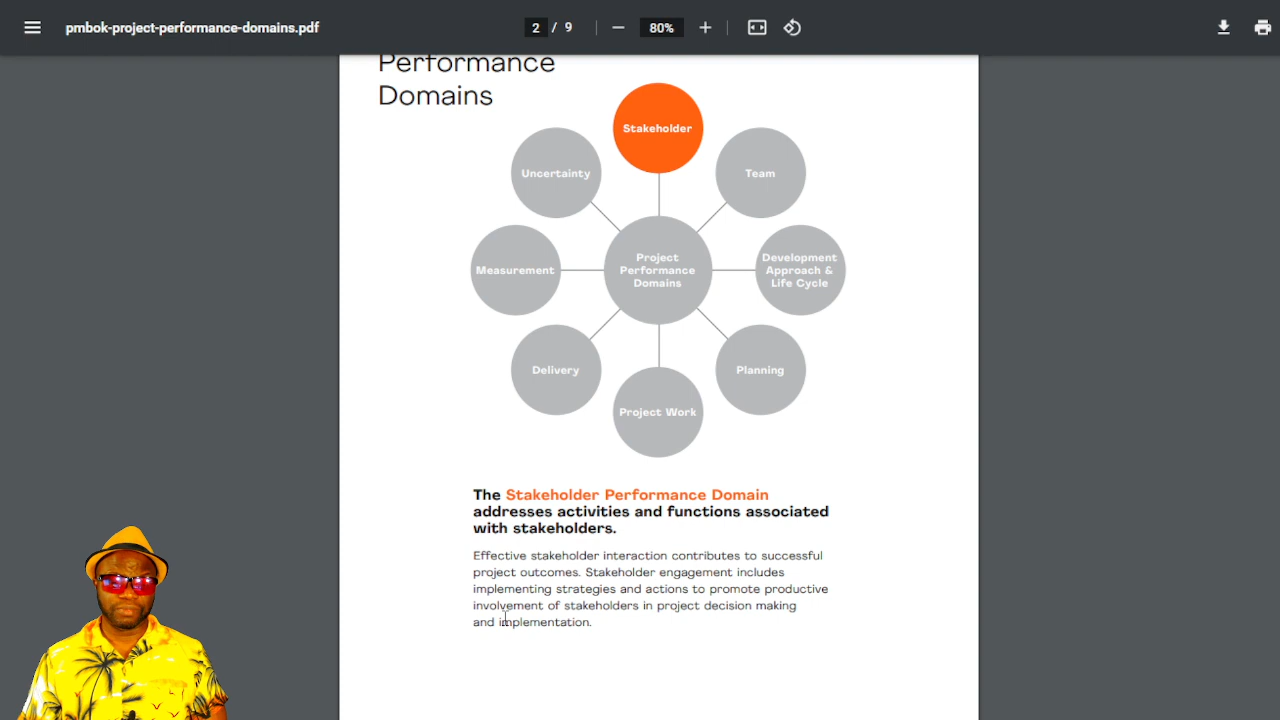 pmbok-project-performance-domains.pdf
2 / 9
80%
Performance
Domains
Stakeholder
Uncertainty
Team
Measurement
Project
Performance
Domains
Development
Approach &
Life Cycle
Delivery
Planning
Project Work
The Stakeholder Performance Domain
addresses activities and functions associated
with stakeholders.
Effective stakeholder interaction contributes to successful
project outcomes. Stakeholder engagement includes
implementing strategies and actions to promote productive
involvement of stakeholders in project decision making
and implementation.